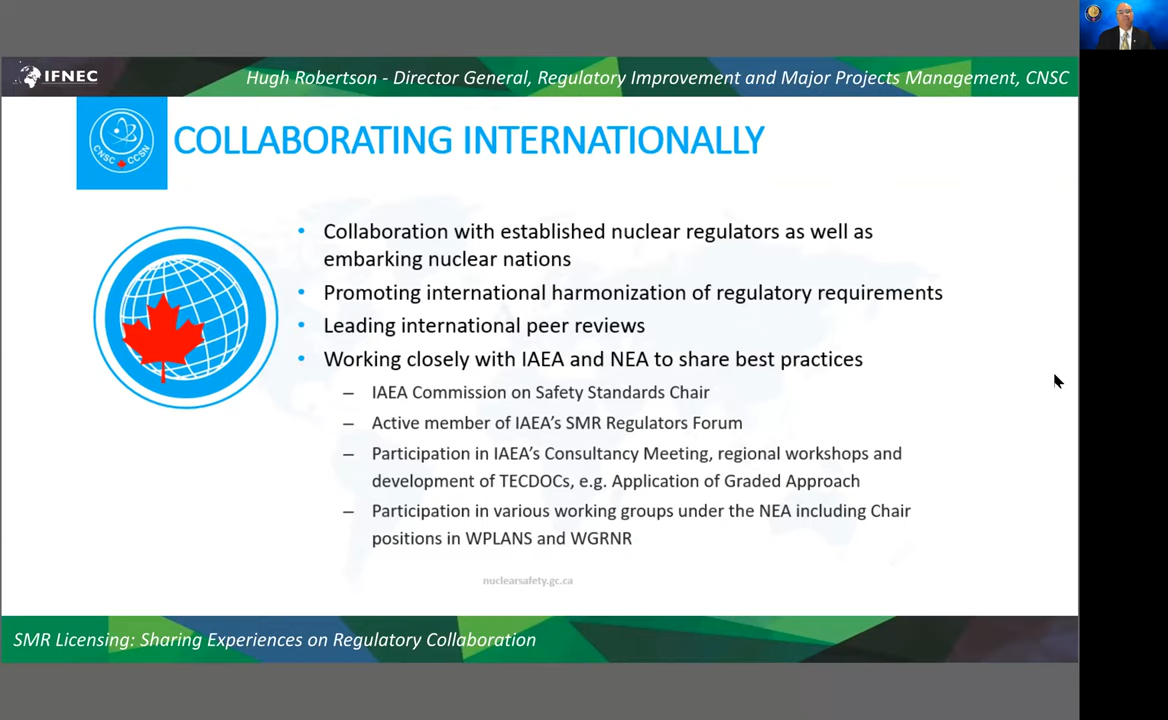 IFNEC
Hugh Robertson - Director General, Regulatory Improvement and Major Projects Management, CNSC
CNSC CCSN
COLLABORATING INTERNATIONALLY
• Collaboration with established nuclear regulators as well as
embarking nuclear nations
• Promoting international harmonization of regulatory requirements
• Leading international peer reviews
• Working closely with IAEA and NEA to share best practices
– IAEA Commission on Safety Standards Chair
– Active member of IAEA’s SMR Regulators Forum
– Participation in IAEA’s Consultancy Meeting, regional workshops and
development of TECDOCs, e.g. Application of Graded Approach
– Participation in various working groups under the NEA including Chair
positions in WPLANS and WGRNR
nuclearsafety.gc.ca
SMR Licensing: Sharing Experiences on Regulatory Collaboration